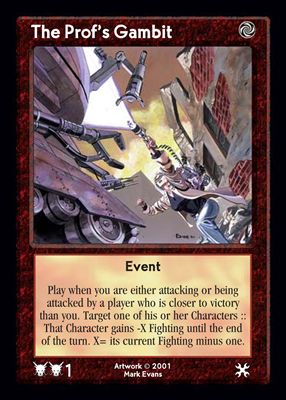 The Prof's Gambit
Event
Play when you are either attacking or being
attacked by a player who is closer to victory
than you. Target one of his or her Characters ::
That Character gains -X Fighting until the end
of the turn. X= its current Fighting minus one.
1
Artwork © 2001
Mark Evans